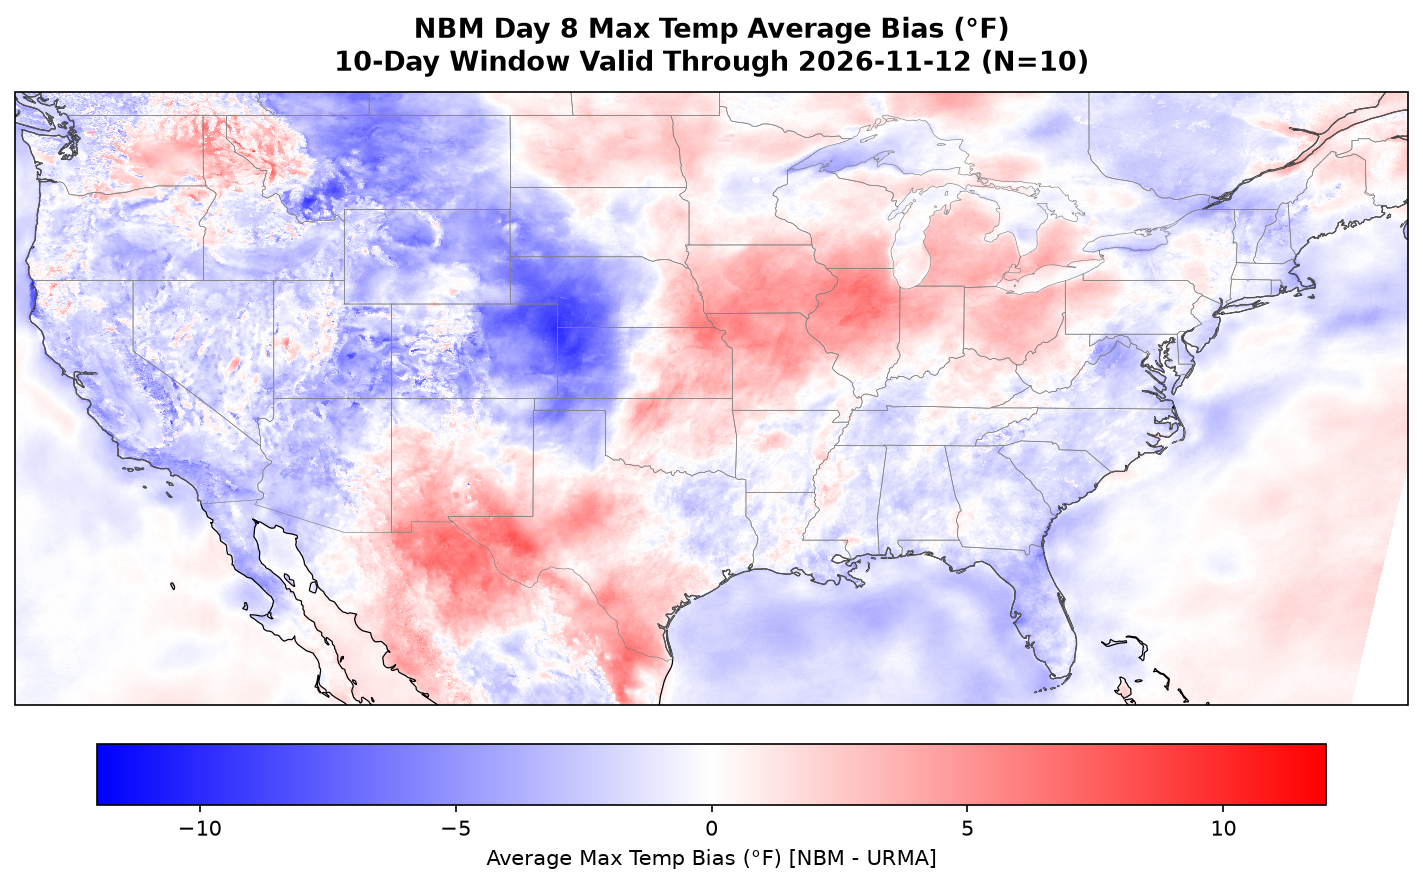 NBM Day 8 Max Temp Average Bias (°F)
10-Day Window Valid Through 2026-11-12 (N=10)
−10 −5 0 5 10
Average Max Temp Bias (°F) [NBM - URMA]